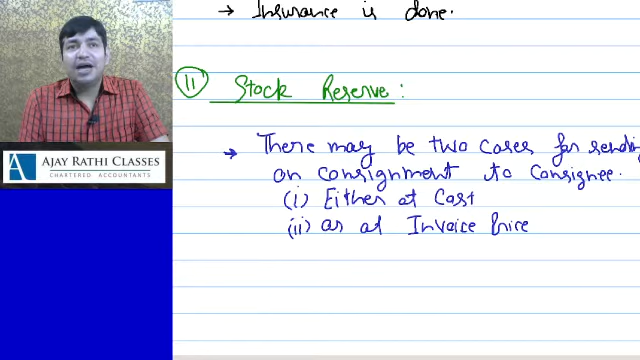 → Insurance is done.
11 Stock Reserve :
→ There may be two cases for sending
on consignment to consignee.
(i) Either at Cost
(ii) as at Invoice Price
A AJAY RATHI CLASSES
CHARTERED ACCOUNTANTS